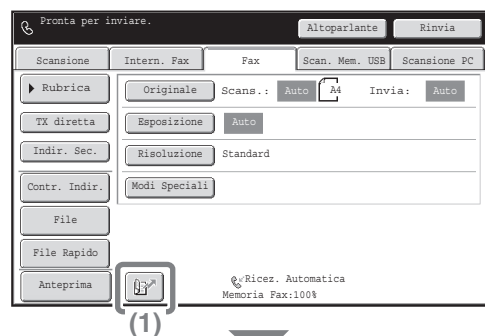 Pronta per inviare.
Altoparlante Rinvia
Scansione Intern. Fax Fax Scan. Mem. USB Scansione PC
Rubrica Originale Scans.: Auto A4 Invia: Auto
TX diretta Esposizione Auto
Indir. Sec. Risoluzione Standard
Contr. Indir. Modi Speciali
File
File Rapido
Anteprima Ricez. Automatica
Memoria Fax:100%
(1)